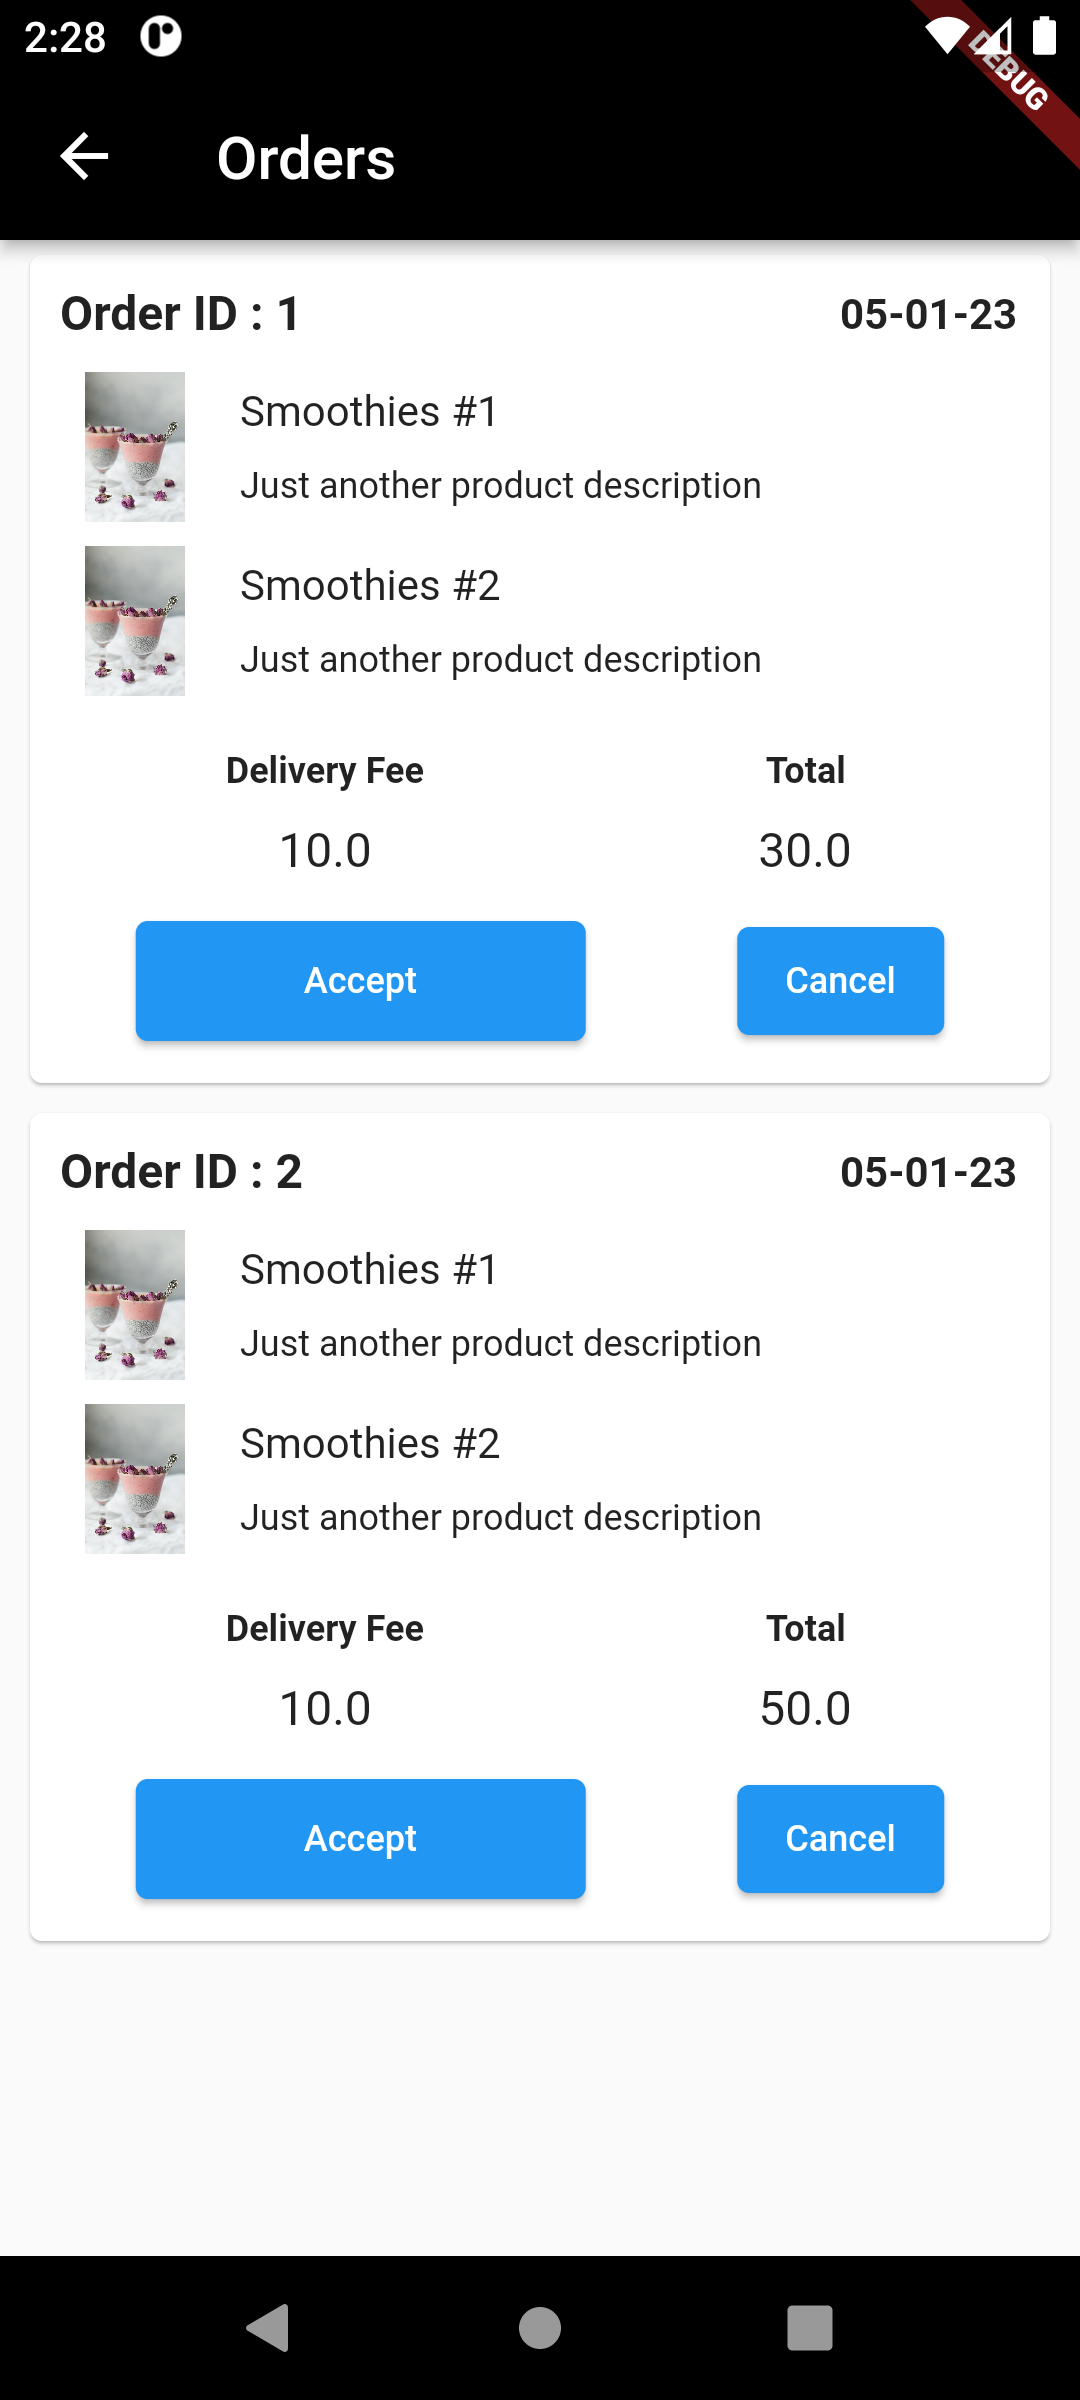 2:28
DEBUG
Orders
Order ID : 1
05-01-23
Smoothies #1
Just another product description
Smoothies #2
Just another product description
Delivery Fee
Total
10.0
30.0
Accept
Cancel
Order ID : 2
05-01-23
Smoothies #1
Just another product description
Smoothies #2
Just another product description
Delivery Fee
Total
10.0
50.0
Accept
Cancel